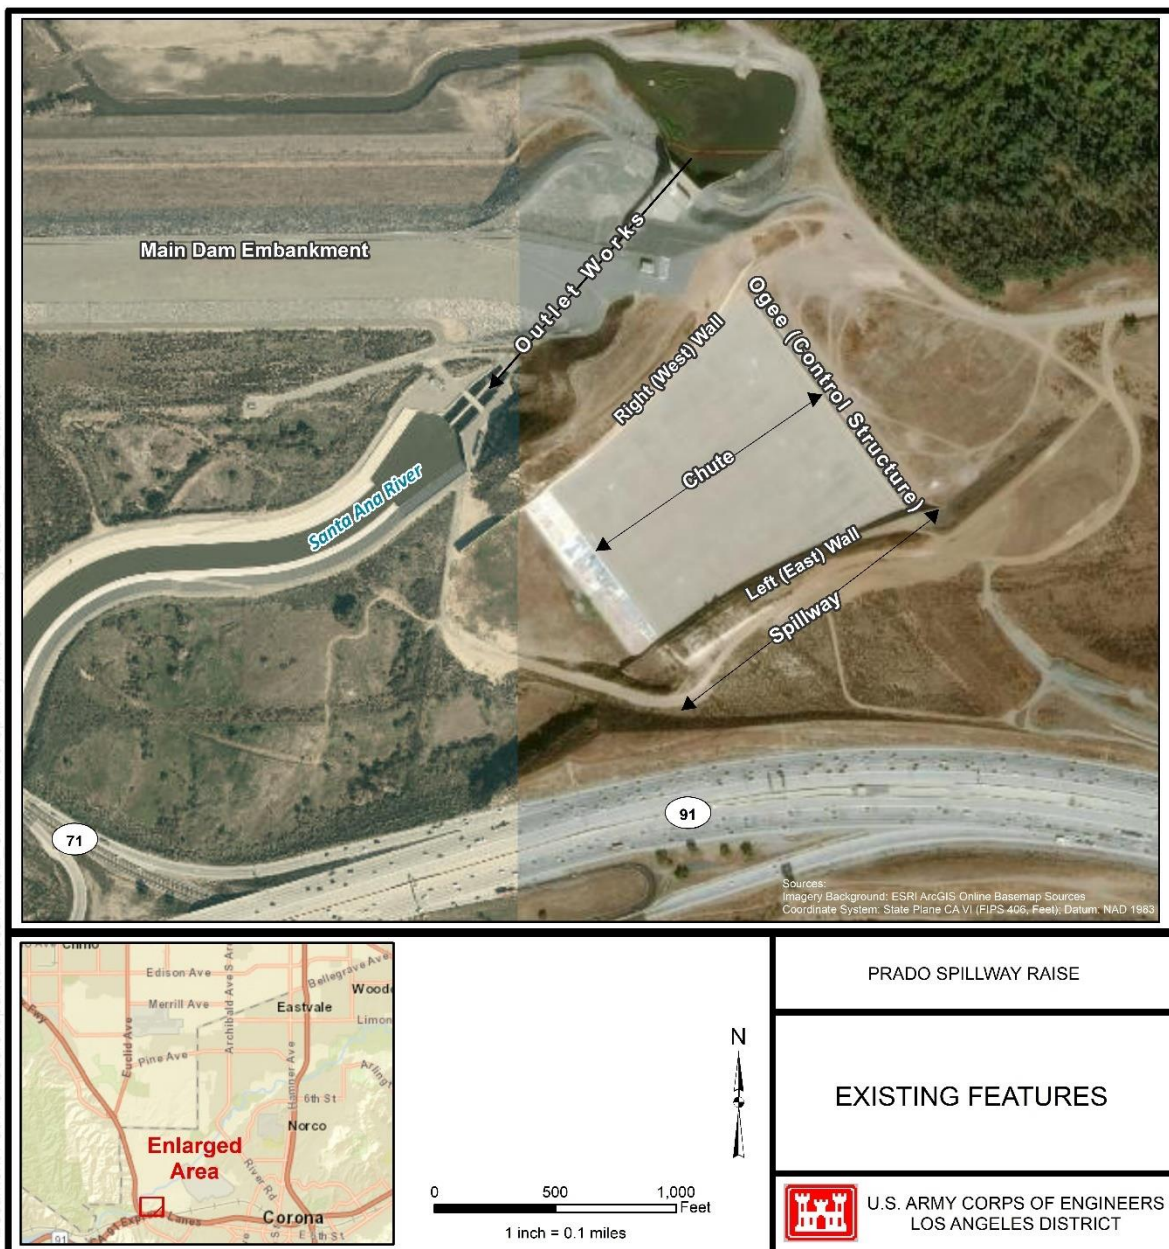 Main Dam Embankment
Outlet Works
Ogee (Control Structure)
Right (West) Wall
Chute
Santa Ana River
Left (East) Wall
Spillway
71
91
Sources:
Imagery Background: ESRI ArcGIS Online Basemap Sources
Coordinate System: State Plane CA VI (FIPS 406, Feet); Datum: NAD 1983
Edison Ave
Bellegrave Ave
Merrill Ave
Archibald Ave S
Eastvale
Euclid Ave
Pine Ave
Hamner Ave
6th St
Norco
Enlarged
Area
River Rd
Corona
91
N
0 500 1,000
Feet
1 inch = 0.1 miles
PRADO SPILLWAY RAISE
EXISTING FEATURES
U.S. ARMY CORPS OF ENGINEERS
LOS ANGELES DISTRICT